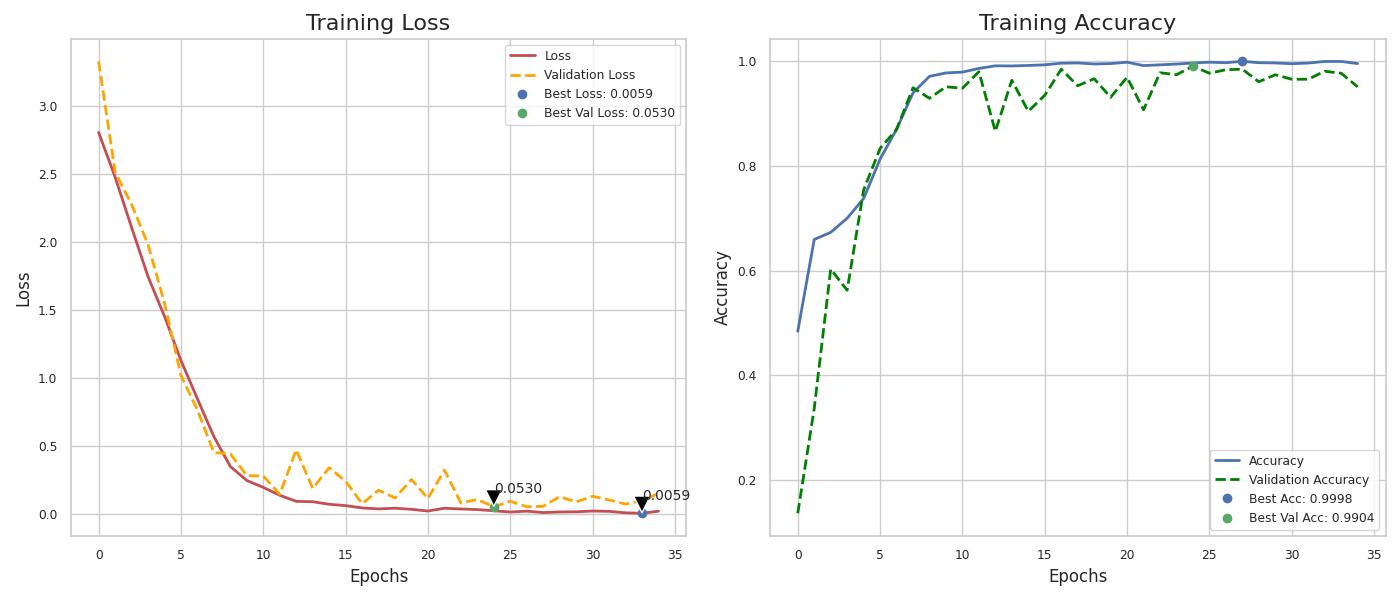 Training Loss
Loss
Validation Loss
Best Loss: 0.0059
Best Val Loss: 0.0530
3.0
2.5
2.0
1.5
1.0
0.5
0.0
Loss
0.0530
0.0059
0 5 10 15 20 25 30 35
Epochs
Training Accuracy
1.0
0.8
0.6
0.4
0.2
Accuracy
Accuracy
Validation Accuracy
Best Acc: 0.9998
Best Val Acc: 0.9904
0 5 10 15 20 25 30 35
Epochs